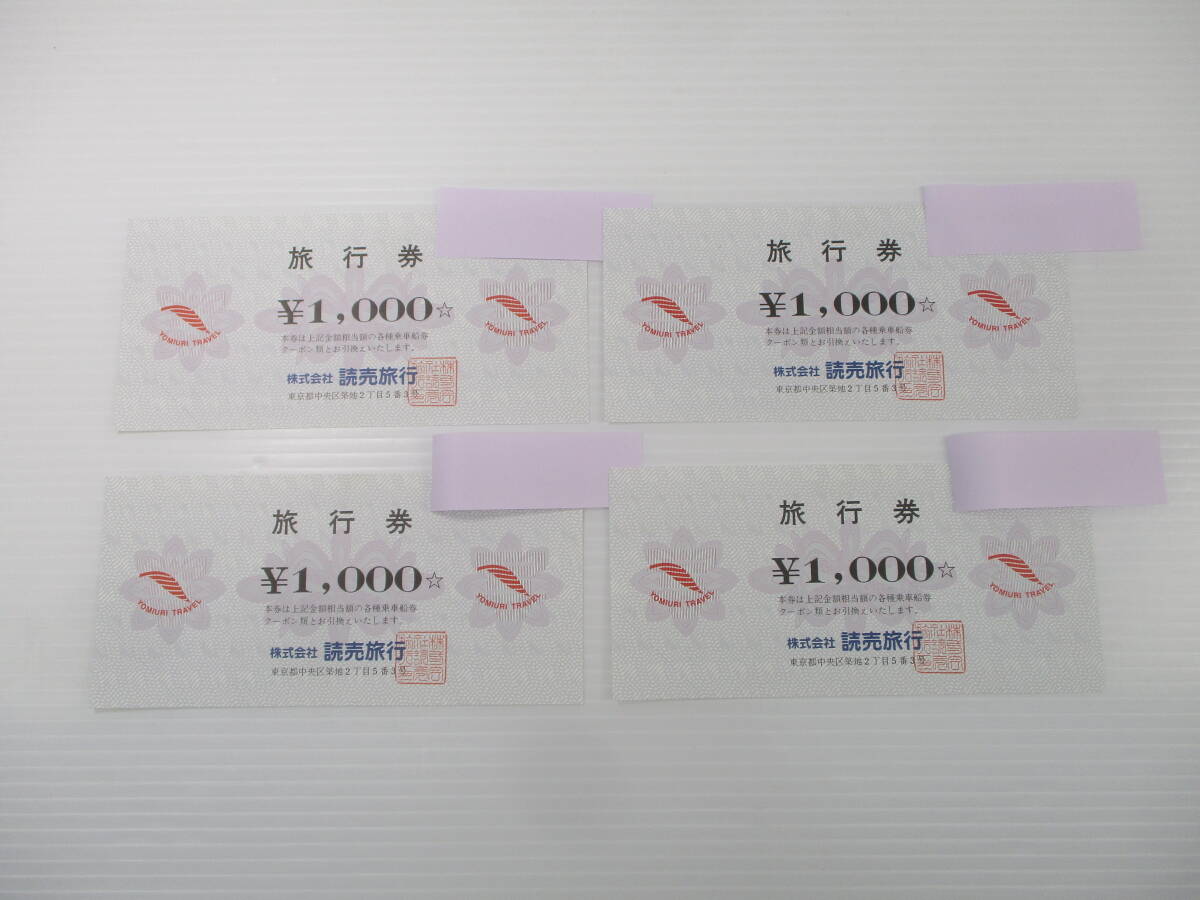 旅行券
YOMIURI TRAVEL
¥1,000☆
YOMIURI TRAVEL
本券は上記金額相当額の各種乗車船券
クーポン類とお引換えいたします。
株式会社 読売旅行
東京都中央区築地2丁目5番3号
旅行券
YOMIURI TRAVEL
¥1,000☆
YOMIURI TRAVEL
本券は上記金額相当額の各種乗車船券
クーポン類とお引換えいたします。
株式会社 読売旅行
東京都中央区築地2丁目5番3号
旅行券
YOMIURI TRAVEL
¥1,000☆
YOMIURI TRAVEL
本券は上記金額相当額の各種乗車船券
クーポン類とお引換えいたします。
株式会社 読売旅行
東京都中央区築地2丁目5番3号
旅行券
YOMIURI TRAVEL
¥1,000☆
YOMIURI TRAVEL
本券は上記金額相当額の各種乗車船券
クーポン類とお引換えいたします。
株式会社 読売旅行
東京都中央区築地2丁目5番3号